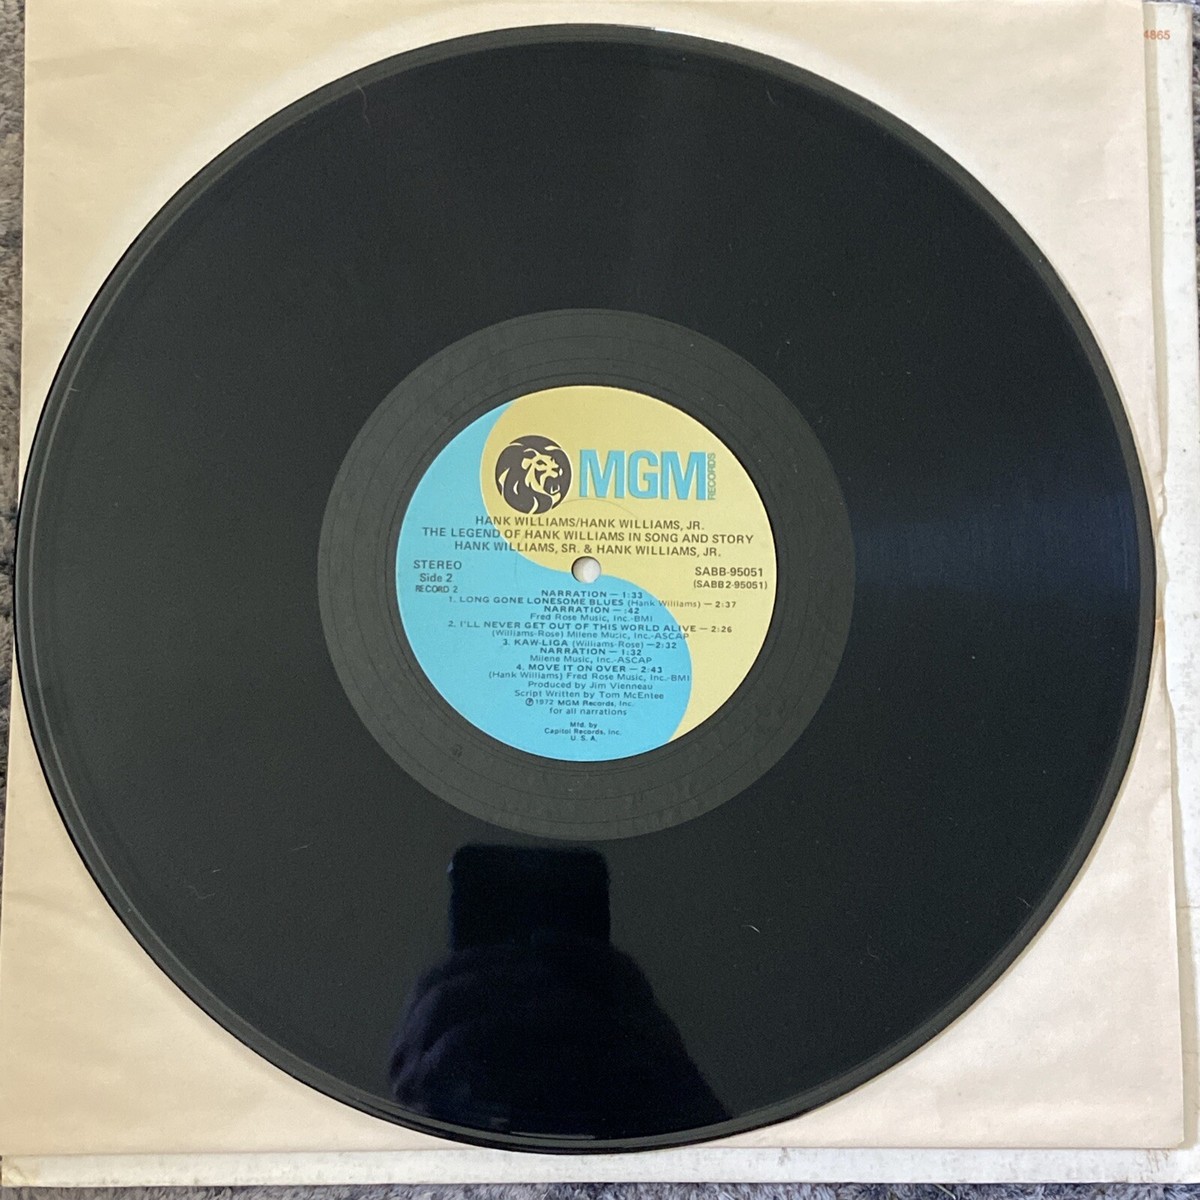 4865
MGM RECORDS
HANK WILLIAMS/HANK WILLIAMS, JR.
THE LEGEND OF HANK WILLIAMS IN SONG AND STORY
HANK WILLIAMS, SR. & HANK WILLIAMS, JR.
STEREO
Side 2
RECORD 2
SABB-95051
(SABB 2-95051)
NARRATION — 1:33
1. LONG GONE LONESOME BLUES (Hank Williams) — 2:37
NARRATION — :42
Fred Rose Music, Inc.-BMI
2. I'LL NEVER GET OUT OF THIS WORLD ALIVE — 2:26
(Williams-Rose) Milene Music, Inc.-ASCAP
3. KAW-LIGA (Williams-Rose) —2:32
NARRATION — 1:32
Milene Music, Inc.-ASCAP
4. MOVE IT ON OVER — 2:43
(Hank Williams) Fred Rose Music, Inc.-BMI
Produced by Jim Vienneau
Script Written by Tom McEntee
℗ 1972 MGM Records, Inc.
for all narrations
Mfd. by
Capitol Records, Inc.
U. S. A.